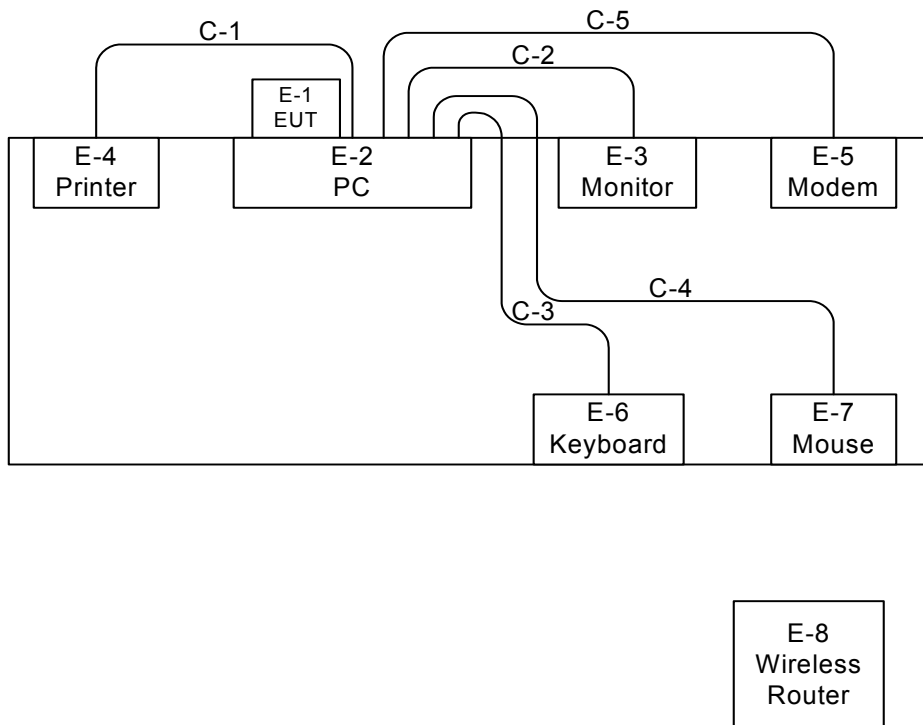 C-1
C-5
C-2
E-1
EUT
E-4
Printer
E-2
PC
E-3
Monitor
E-5
Modem
C-4
C-3
E-6
Keyboard
E-7
Mouse
E-8
Wireless
Router